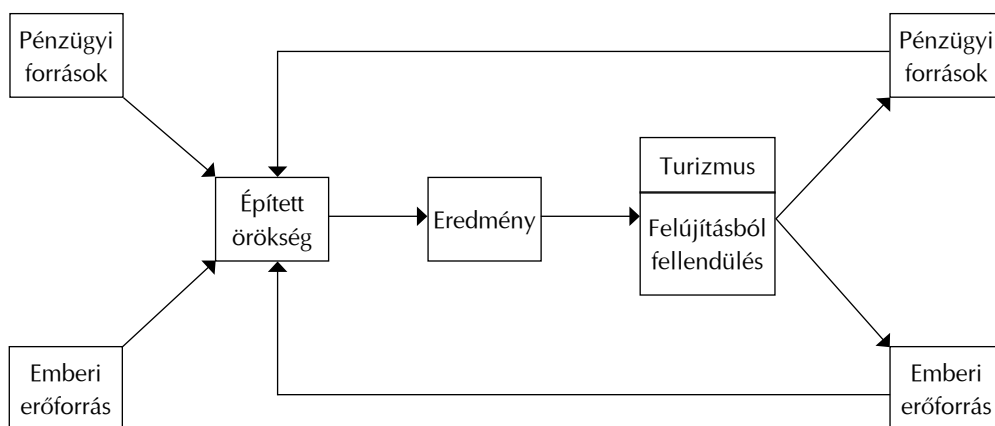 Pénzügyi
források
Pénzügyi
források
Turizmus
Épített
örökség
Eredmény
Felújításból
fellendülés
Emberi
erőforrás
Emberi
erőforrás